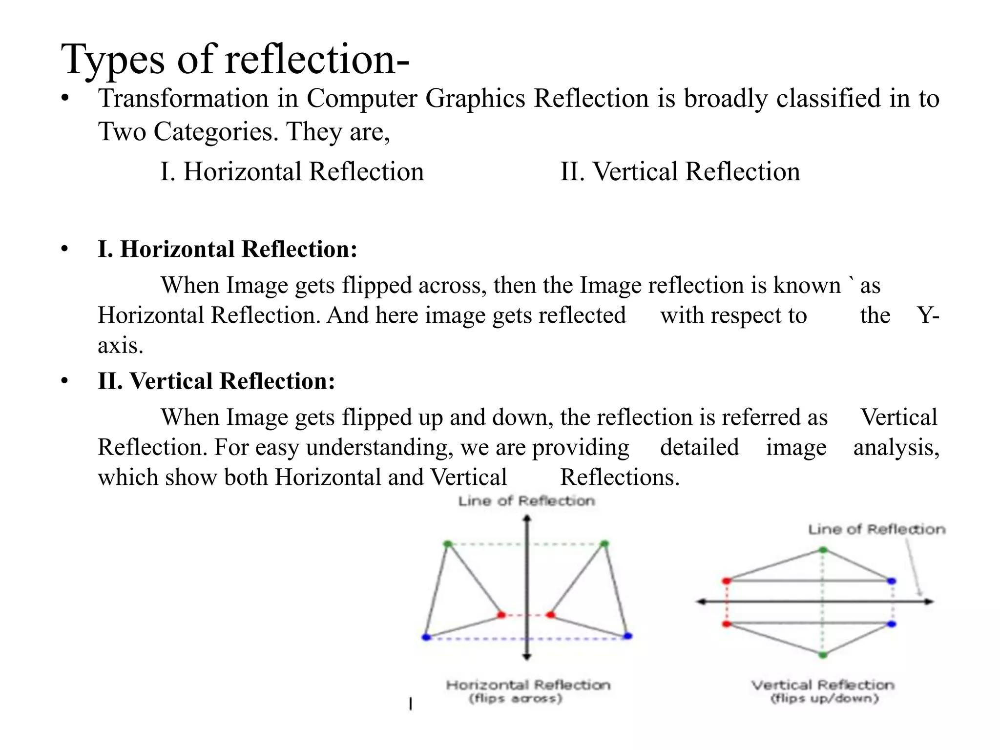 Types of reflection-
• Transformation in Computer Graphics Reflection is broadly classified in to
Two Categories. They are,
I. Horizontal Reflection II. Vertical Reflection
• I. Horizontal Reflection:
When Image gets flipped across, then the Image reflection is known ` as
Horizontal Reflection. And here image gets reflected with respect to the Y-
axis.
• II. Vertical Reflection:
When Image gets flipped up and down, the reflection is referred as Vertical
Reflection. For easy understanding, we are providing detailed image analysis,
which show both Horizontal and Vertical Reflections.
Line of Reflection
Line of Reflection
Horizontal Reflection
(flips across)
Vertical Reflection
(flips up/down)